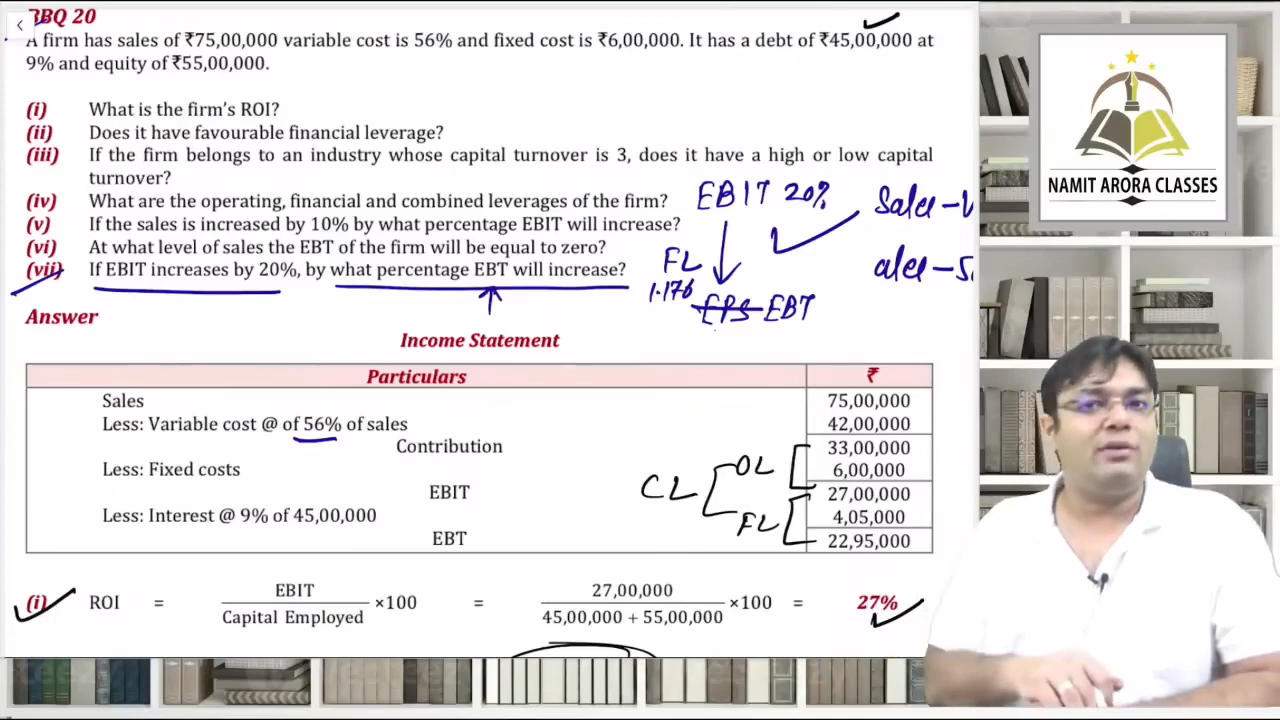 BBQ 20
A firm has sales of ₹75,00,000 variable cost is 56% and fixed cost is ₹6,00,000. It has a debt of ₹45,00,000 at
9% and equity of ₹55,00,000.
(i) What is the firm's ROI?
(ii) Does it have favourable financial leverage?
(iii) If the firm belongs to an industry whose capital turnover is 3, does it have a high or low capital
turnover?
(iv) What are the operating, financial and combined leverages of the firm?
(v) If the sales is increased by 10% by what percentage EBIT will increase?
(vi) At what level of sales the EBT of the firm will be equal to zero?
(vii) If EBIT increases by 20%, by what percentage EBT will increase?
EBIT 20%
Sales - V
FL
1.176
EPS EBT
ales - S
Answer
Income Statement
Particulars ₹
Sales 75,00,000
Less: Variable cost @ of 56% of sales 42,00,000
Contribution 33,00,000
Less: Fixed costs 6,00,000
EBIT 27,00,000
Less: Interest @ 9% of 45,00,000 4,05,000
EBT 22,95,000
CL
OL
FL
(i) ROI = EBIT / Capital Employed ×100 = 27,00,000 / 45,00,000 + 55,00,000 ×100 = 27%
NAMIT ARORA CLASSES